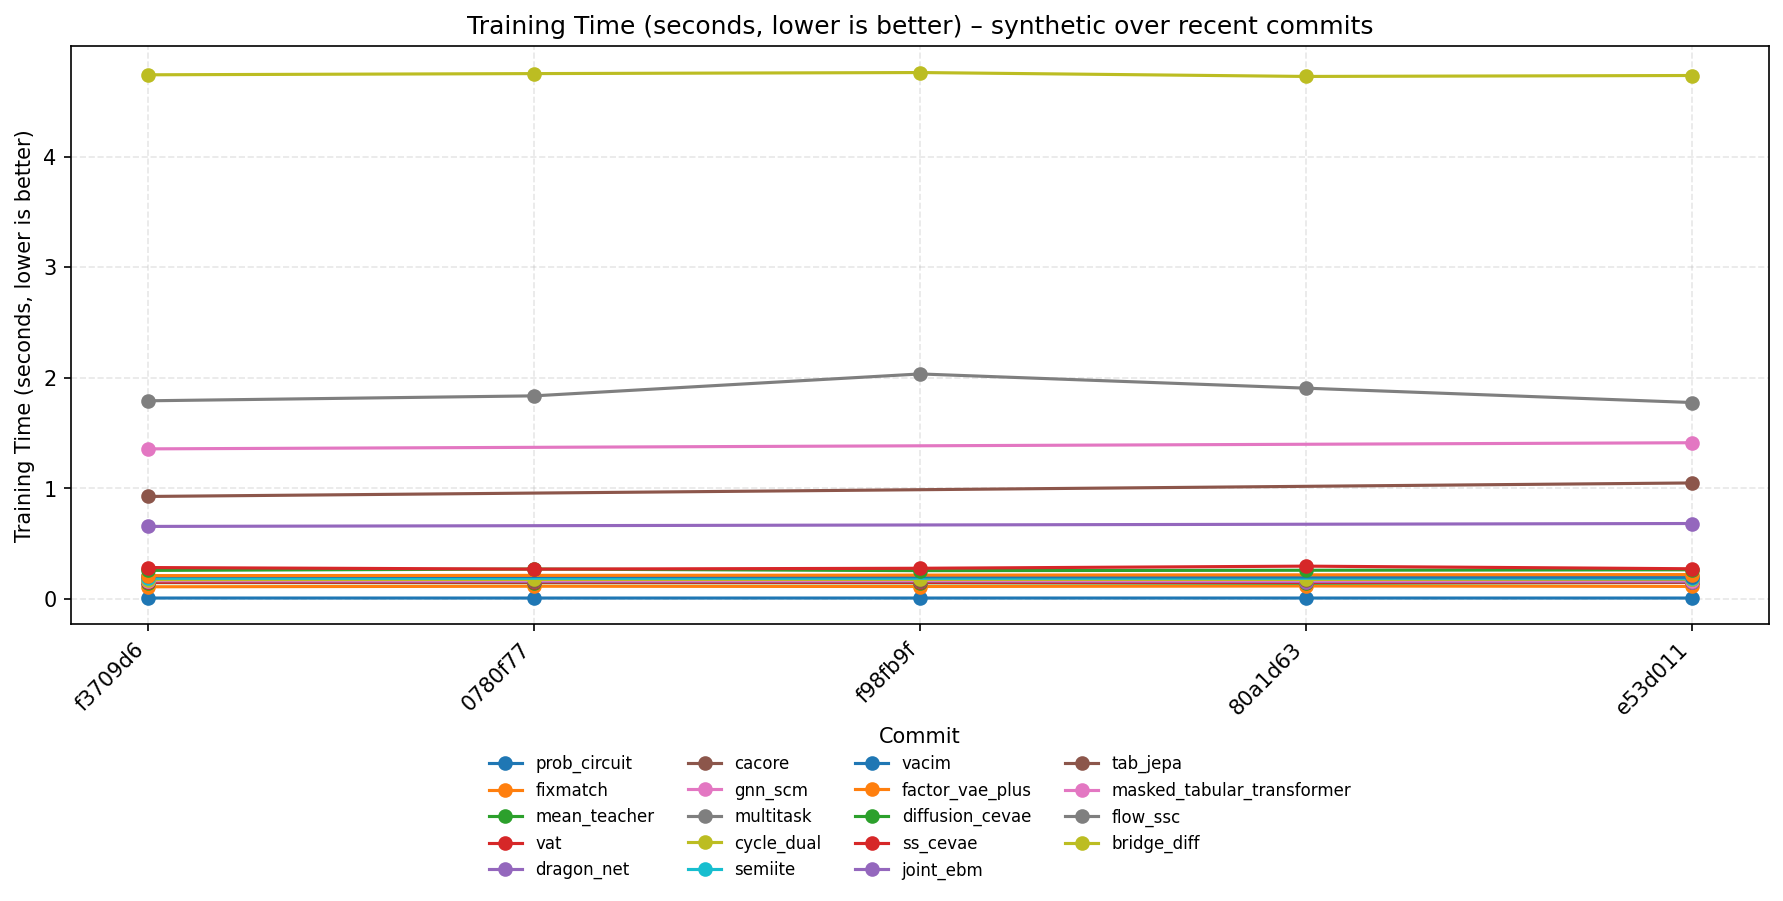 Training Time (seconds, lower is better) – synthetic over recent commits
Training Time (seconds, lower is better)
4
3
2
1
0
f3709d6
0780f77
f98fb9f
80a1d63
e53d011
Commit
prob_circuit
fixmatch
mean_teacher
vat
dragon_net
cacore
gnn_scm
multitask
cycle_dual
semiite
vacim
factor_vae_plus
diffusion_cevae
ss_cevae
joint_ebm
tab_jepa
masked_tabular_transformer
flow_ssc
bridge_diff